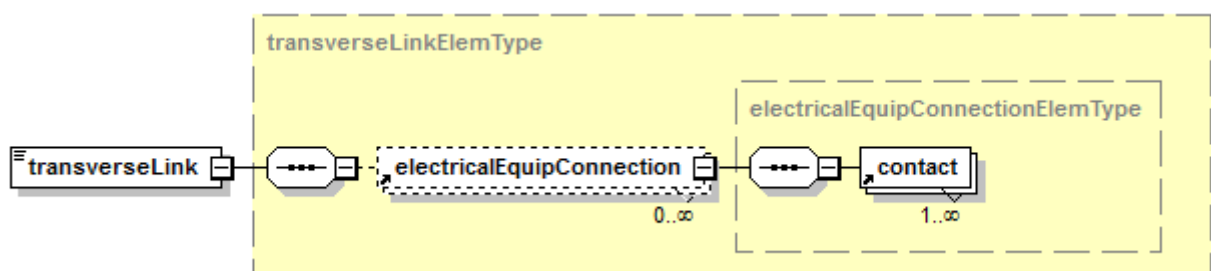 transverseLinkElemType
electricalEquipConnectionElemType
transverseLink
electricalEquipConnection
contact
0..∞
1..∞